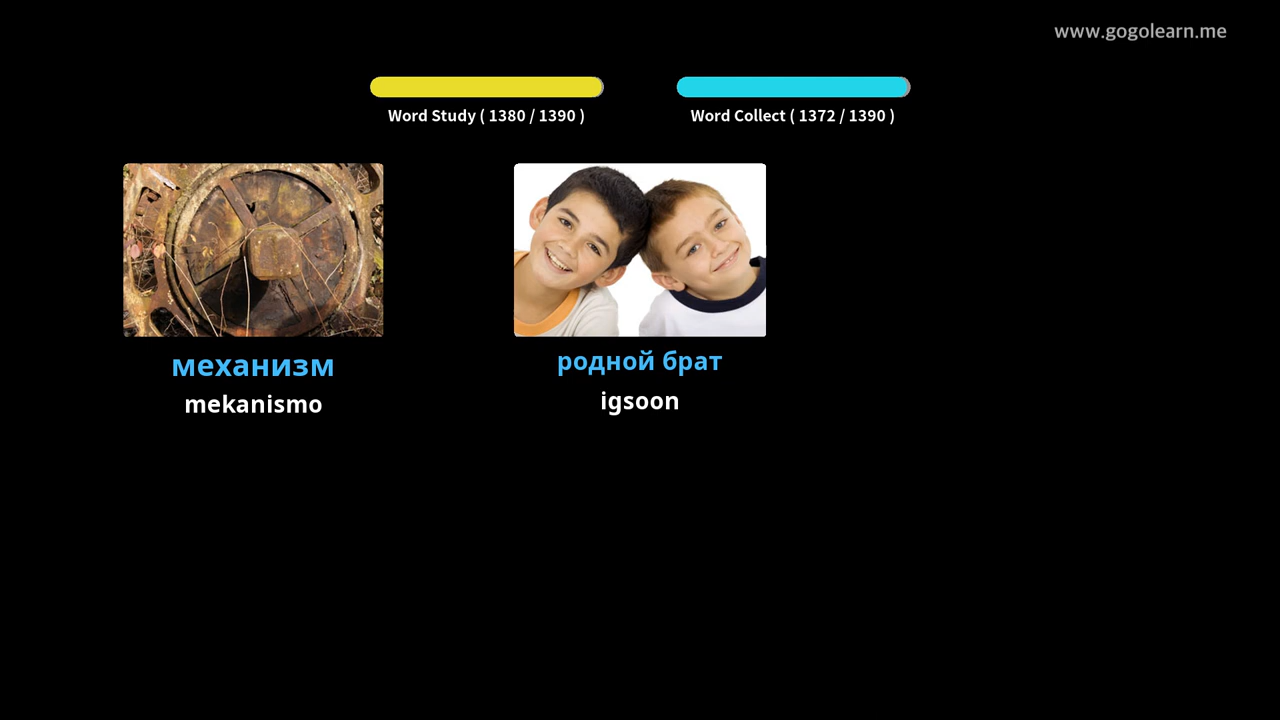 www.gogolearn.me
Word Study ( 1380 / 1390 )
Word Collect ( 1372 / 1390 )
механизм
mekanismo
родной брат
igsoon